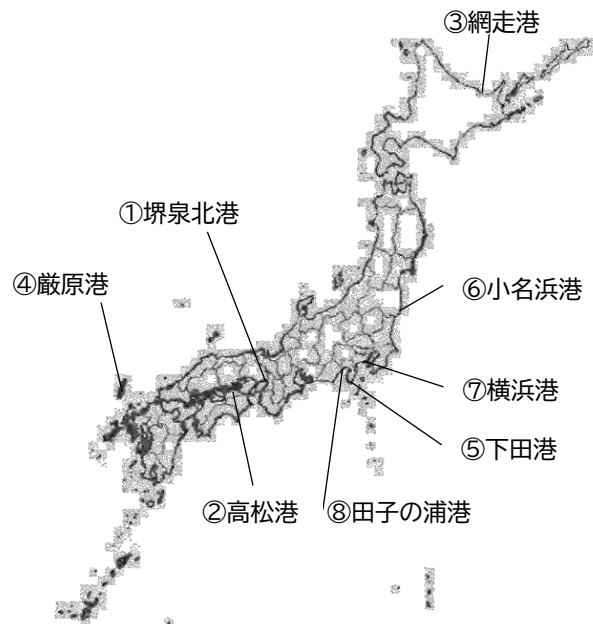 ③網走港
①堺泉北港
④厳原港
⑥小名浜港
⑦横浜港
⑤下田港
②高松港
⑧田子の浦港